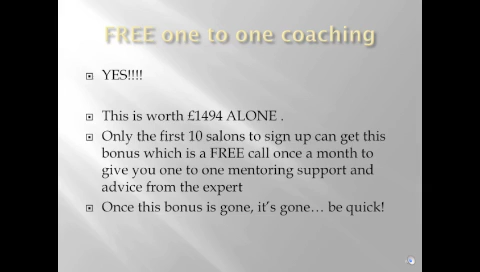 FREE one to one coaching
YES!!!!
This is worth £1494 ALONE .
Only the first 10 salons to sign up can get this
bonus which is a FREE call once a month to
give you one to one mentoring support and
advice from the expert
Once this bonus is gone, it's gone… be quick!